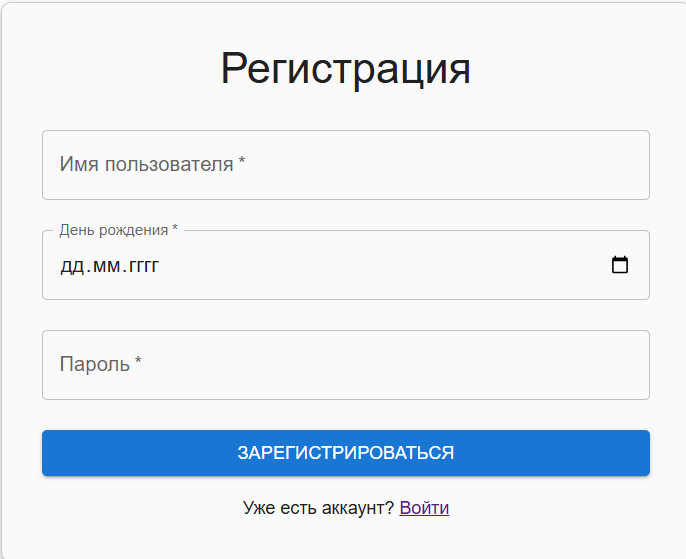 Регистрация
Имя пользователя *
День рождения *
дд.мм.гггг
Пароль *
ЗАРЕГИСТРИРОВАТЬСЯ
Уже есть аккаунт? Войти